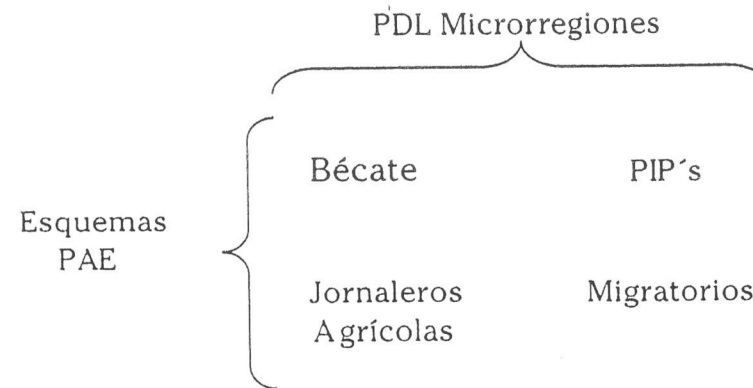 PDL Microrregiones
Bécate PIP´s
Esquemas
PAE
Jornaleros Migratorios
Agrícolas